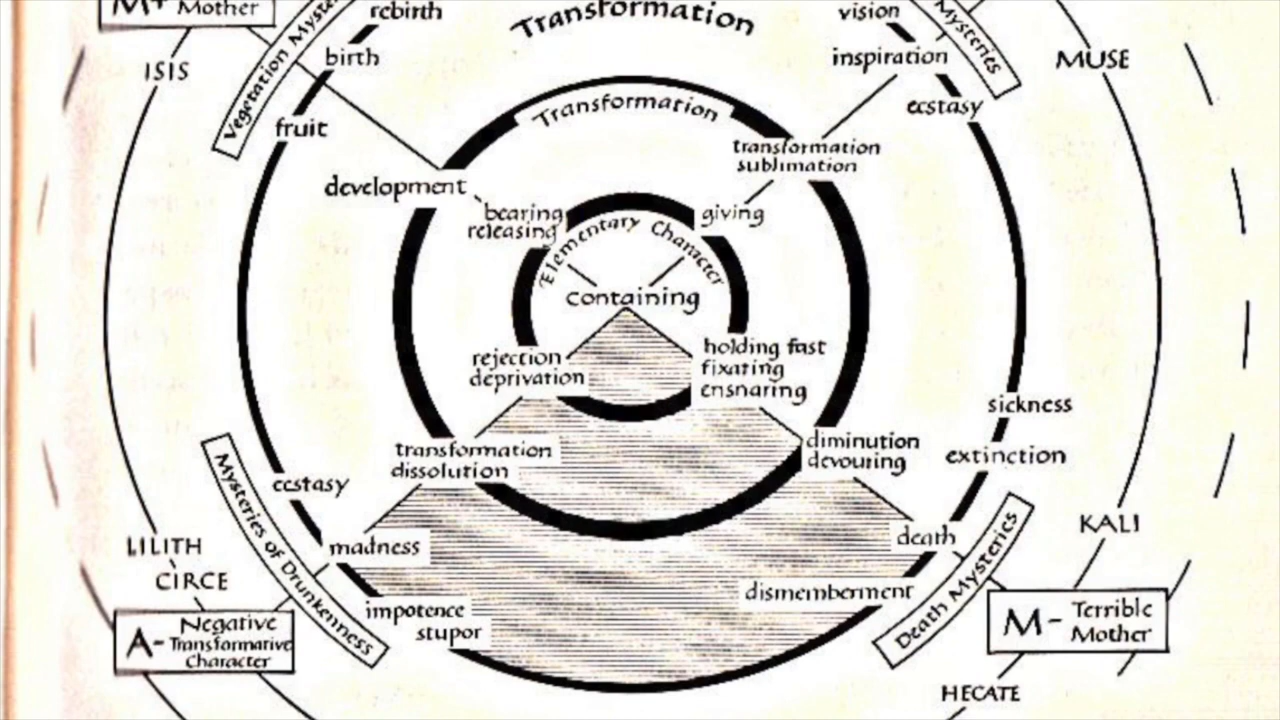 M+ Mother
rebirth
Transformation
vision
Mysteries
Vegetation
birth
inspiration
ISIS
MUSE
fruit
Transformation
ecstasy
transformation
sublimation
development
bearing
releasing
giving
Elementary Character
containing
rejection
deprivation
holding fast
fixating
ensnaring
sickness
transformation
dissolution
diminution
devouring
extinction
ecstasy
Mysteries of Drunkenness
KALI
LILITH
madness
death
CIRCE
dismemberment
Death Mysteries
impotence
stupor
A- Negative
Transformative
Character
M- Terrible
Mother
HECATE